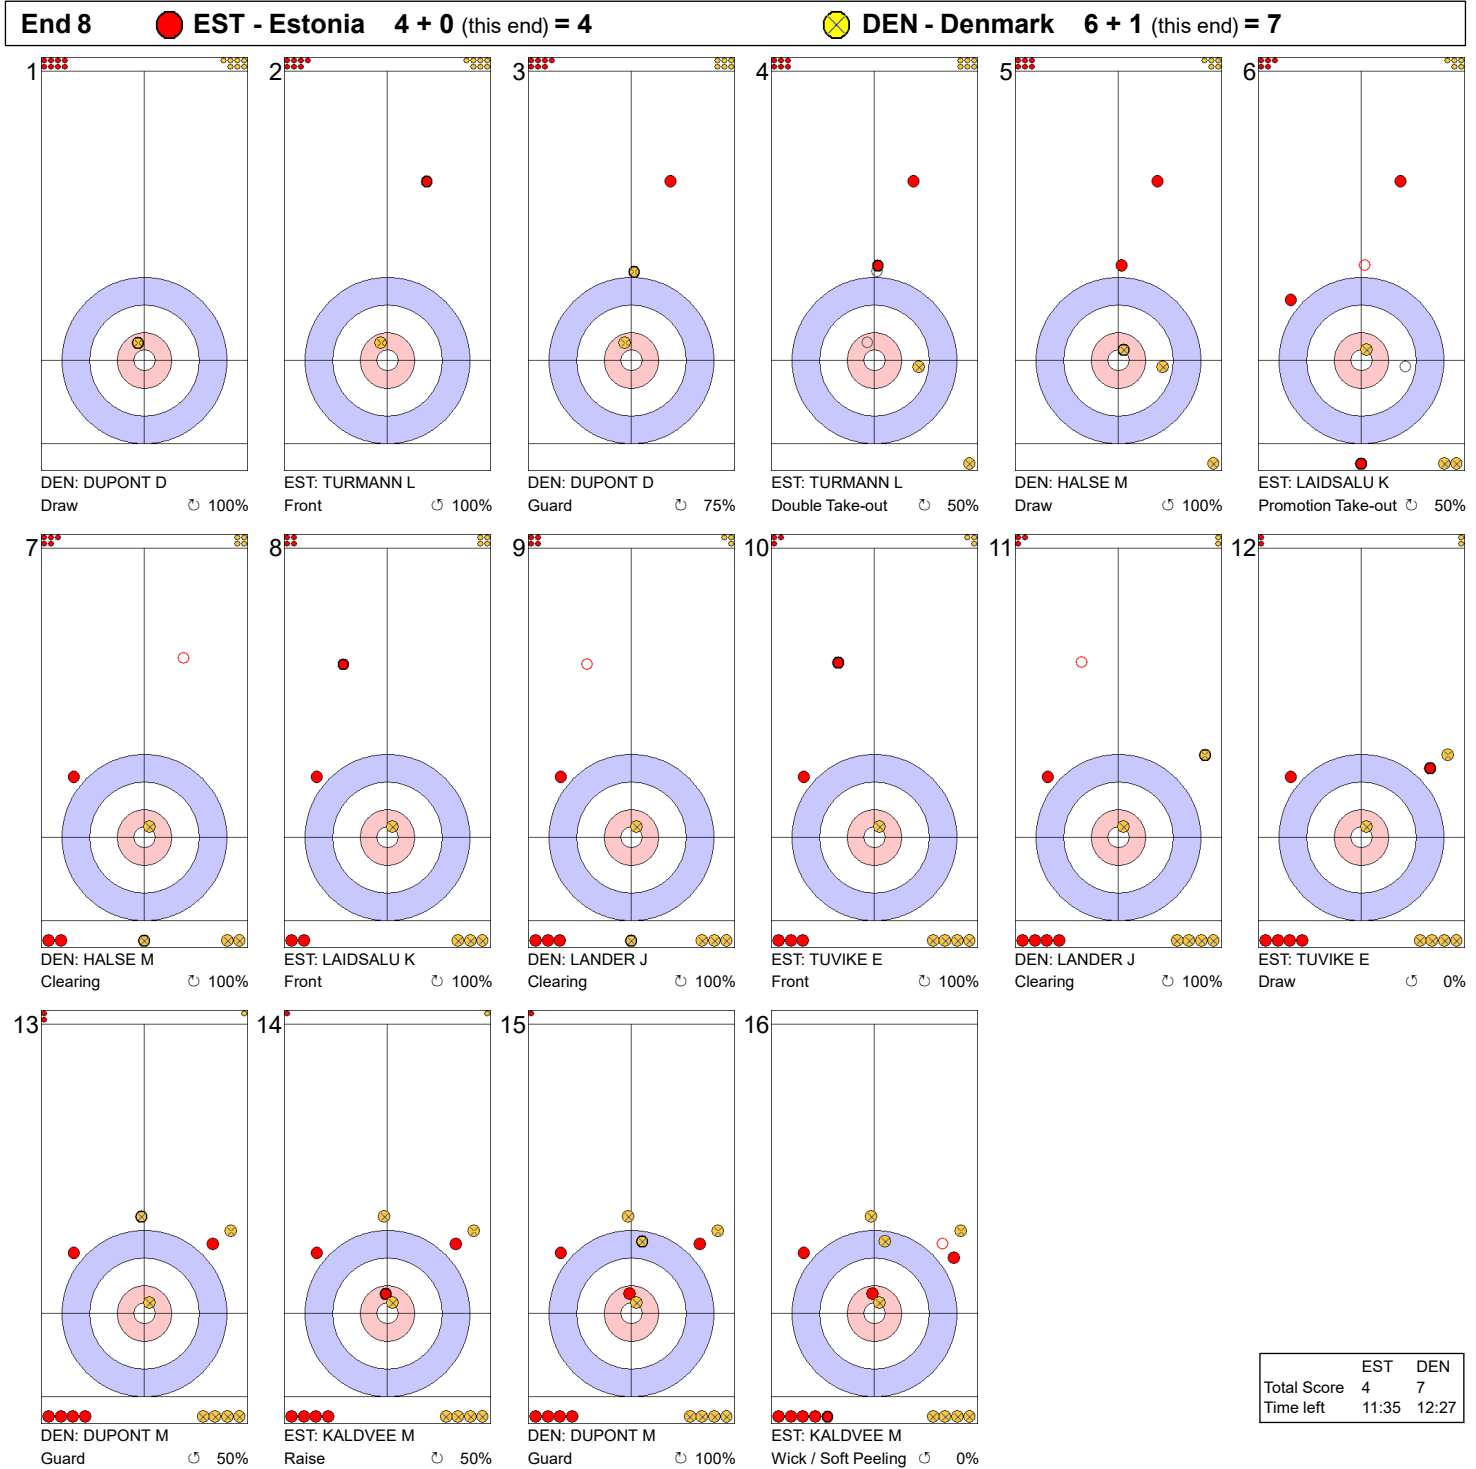 End 8 EST - Estonia 4 + 0 (this end) = 4 DEN - Denmark 6 + 1 (this end) = 7
1 2 3 4 5 6
DEN: DUPONT D EST: TURMANN L DEN: DUPONT D EST: TURMANN L DEN: HALSE M EST: LAIDSALU K
Draw ↻ 100% Front ↺ 100% Guard ↻ 75% Double Take-out ↻ 50% Draw ↻ 100% Promotion Take-out ↻ 50%
7 8 9 10 11 12
DEN: HALSE M EST: LAIDSALU K DEN: LANDER J EST: TUVIKE E DEN: LANDER J EST: TUVIKE E
Clearing ↻ 100% Front ↺ 100% Clearing ↻ 100% Front ↻ 100% Clearing ↻ 100% Draw ↺ 0%
13 14 15 16
DEN: DUPONT M EST: KALDVEE M DEN: DUPONT M EST: KALDVEE M
Guard ↺ 50% Raise ↺ 50% Guard ↻ 100% Wick / Soft Peeling ↺ 0%
EST DEN
Total Score 4 7
Time left 11:35 12:27